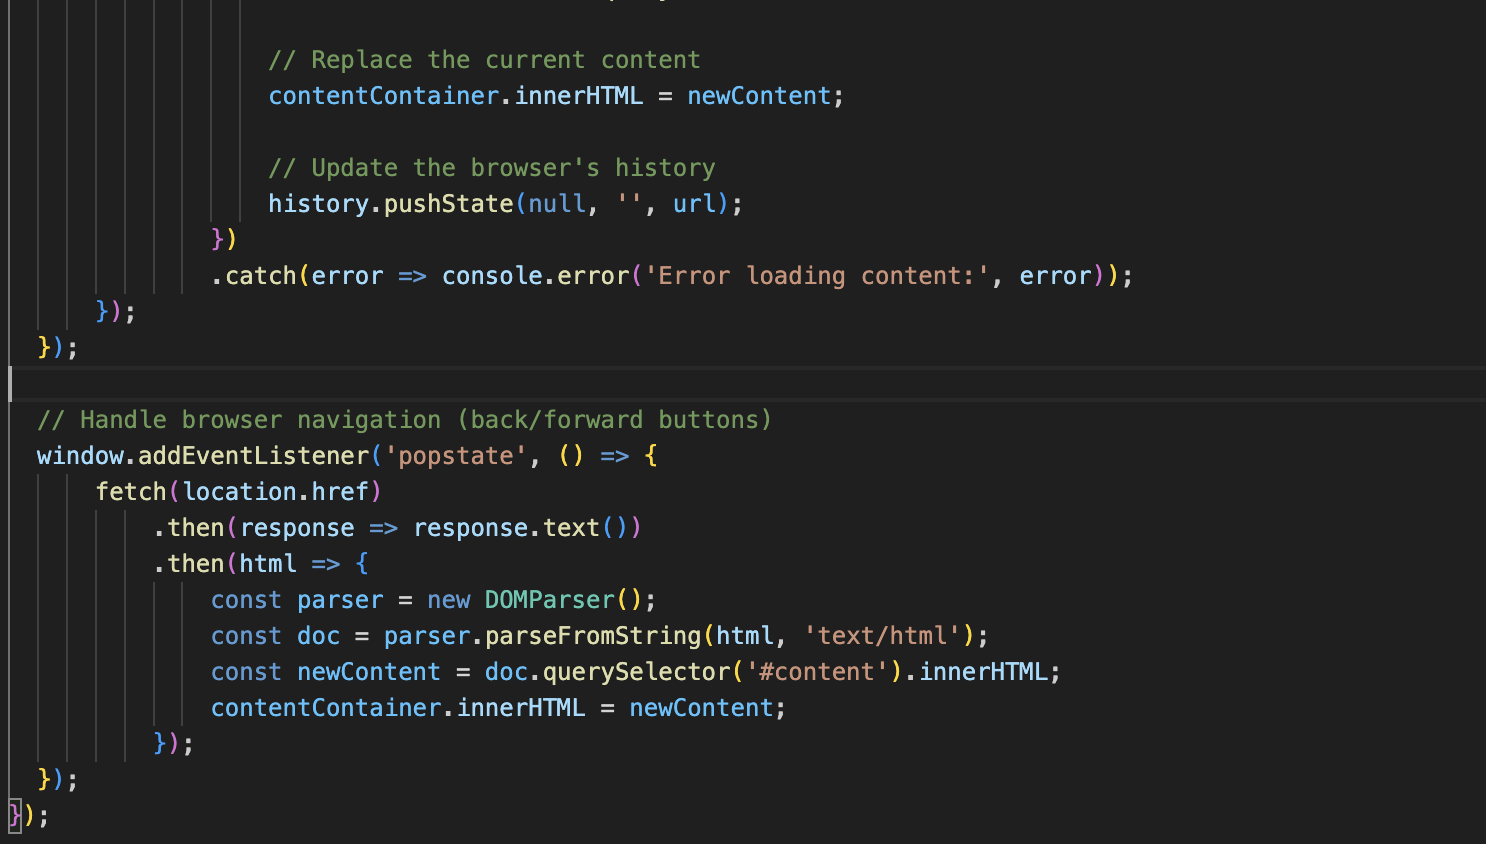 // Replace the current content
contentContainer.innerHTML = newContent;
// Update the browser's history
history.pushState(null, '', url);
})
.catch(error => console.error('Error loading content:', error));
});
});
// Handle browser navigation (back/forward buttons)
window.addEventListener('popstate', () => {
fetch(location.href)
.then(response => response.text())
.then(html => {
const parser = new DOMParser();
const doc = parser.parseFromString(html, 'text/html');
const newContent = doc.querySelector('#content').innerHTML;
contentContainer.innerHTML = newContent;
});
});
});